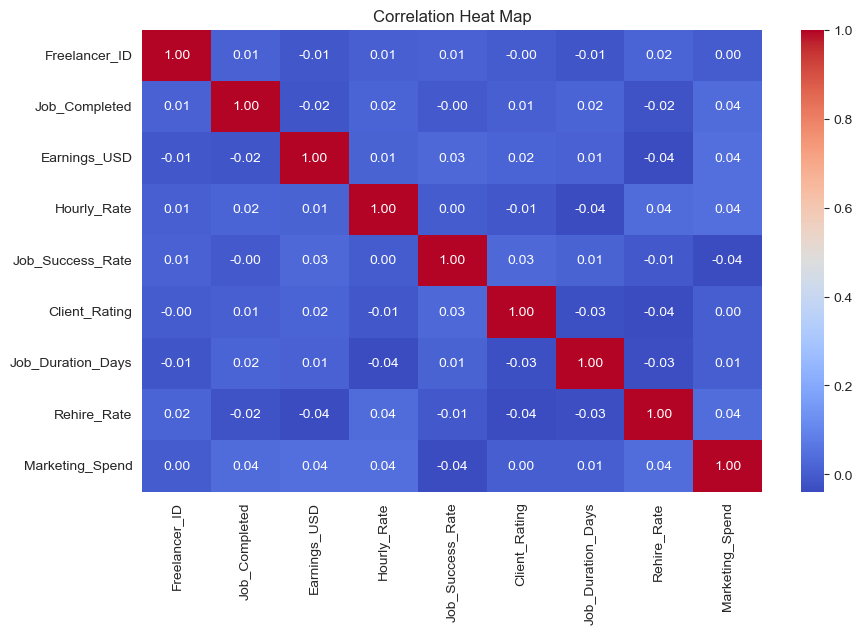 Correlation Heat Map
Freelancer_ID 1.00 0.01 -0.01 0.01 0.01 -0.00 -0.01 0.02 0.00
Job_Completed 0.01 1.00 -0.02 0.02 -0.00 0.01 0.02 -0.02 0.04
Earnings_USD -0.01 -0.02 1.00 0.01 0.03 0.02 0.01 -0.04 0.04
Hourly_Rate 0.01 0.02 0.01 1.00 0.00 -0.01 -0.04 0.04 0.04
Job_Success_Rate 0.01 -0.00 0.03 0.00 1.00 0.03 0.01 -0.01 -0.04
Client_Rating -0.00 0.01 0.02 -0.01 0.03 1.00 -0.03 -0.04 0.00
Job_Duration_Days -0.01 0.02 0.01 -0.04 0.01 -0.03 1.00 -0.03 0.01
Rehire_Rate 0.02 -0.02 -0.04 0.04 -0.01 -0.04 -0.03 1.00 0.04
Marketing_Spend 0.00 0.04 0.04 0.04 -0.04 0.00 0.01 0.04 1.00
Freelancer_ID
Job_Completed
Earnings_USD
Hourly_Rate
Job_Success_Rate
Client_Rating
Job_Duration_Days
Rehire_Rate
Marketing_Spend
1.0
0.8
0.6
0.4
0.2
0.0